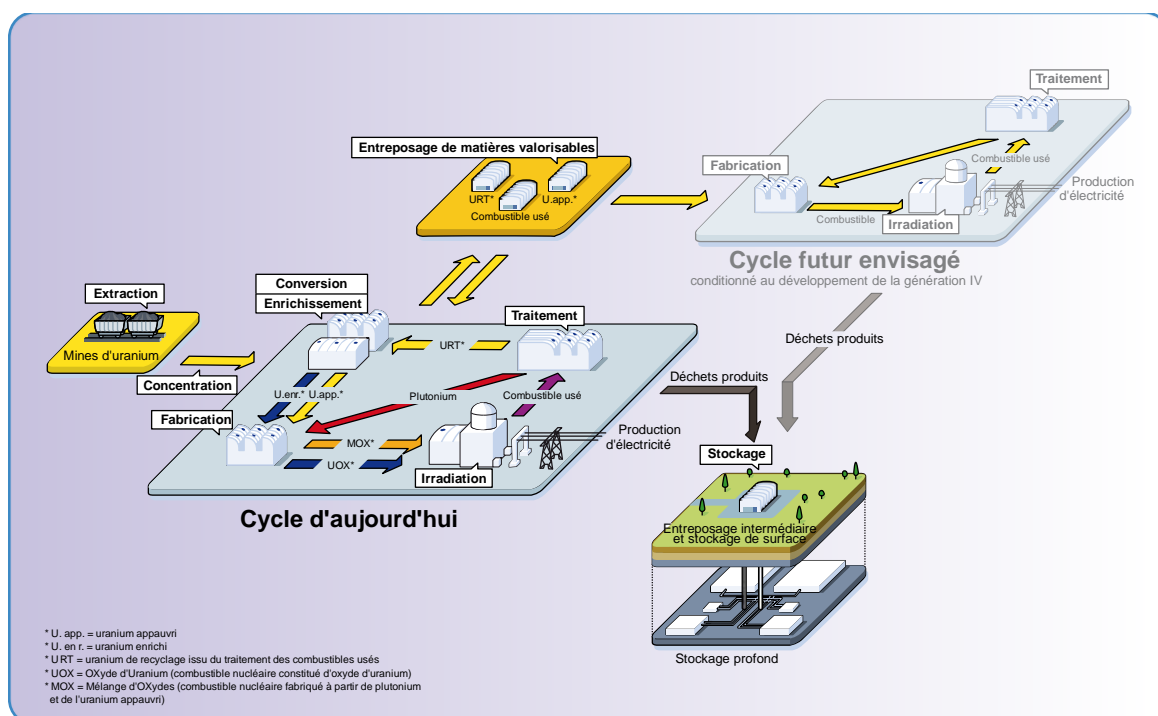 Traitement
Entreposage de matières valorisables
Fabrication
Combustible usé
URT*
U.app.*
Combustible usé
Production
d'électricité
Combustible
Irradiation
Cycle futur envisagé
conditionné au développement de la génération IV
Conversion
Enrichissement
Extraction
Traitement
Mines d'uranium
URT*
Déchets produits
Concentration
Déchets produits
U.enr.*
U.app.*
Plutonium
Combustible usé
Fabrication
Production
d'électricité
MOX*
UOX*
Irradiation
Stockage
Cycle d'aujourd'hui
Entreposage intermédiaire
et stockage de surface
Stockage profond
* U. app. = uranium appauvri
* U. en r. = uranium enrichi
* URT = uranium de recyclage issu du traitement des combustibles usés
* UOX = OXyde d'Uranium (combustible nucléaire constitué d'oxyde d'uranium)
* MOX = Mélange d'OXydes (combustible nucléaire fabriqué à partir de plutonium
et de l'uranium appauvri)